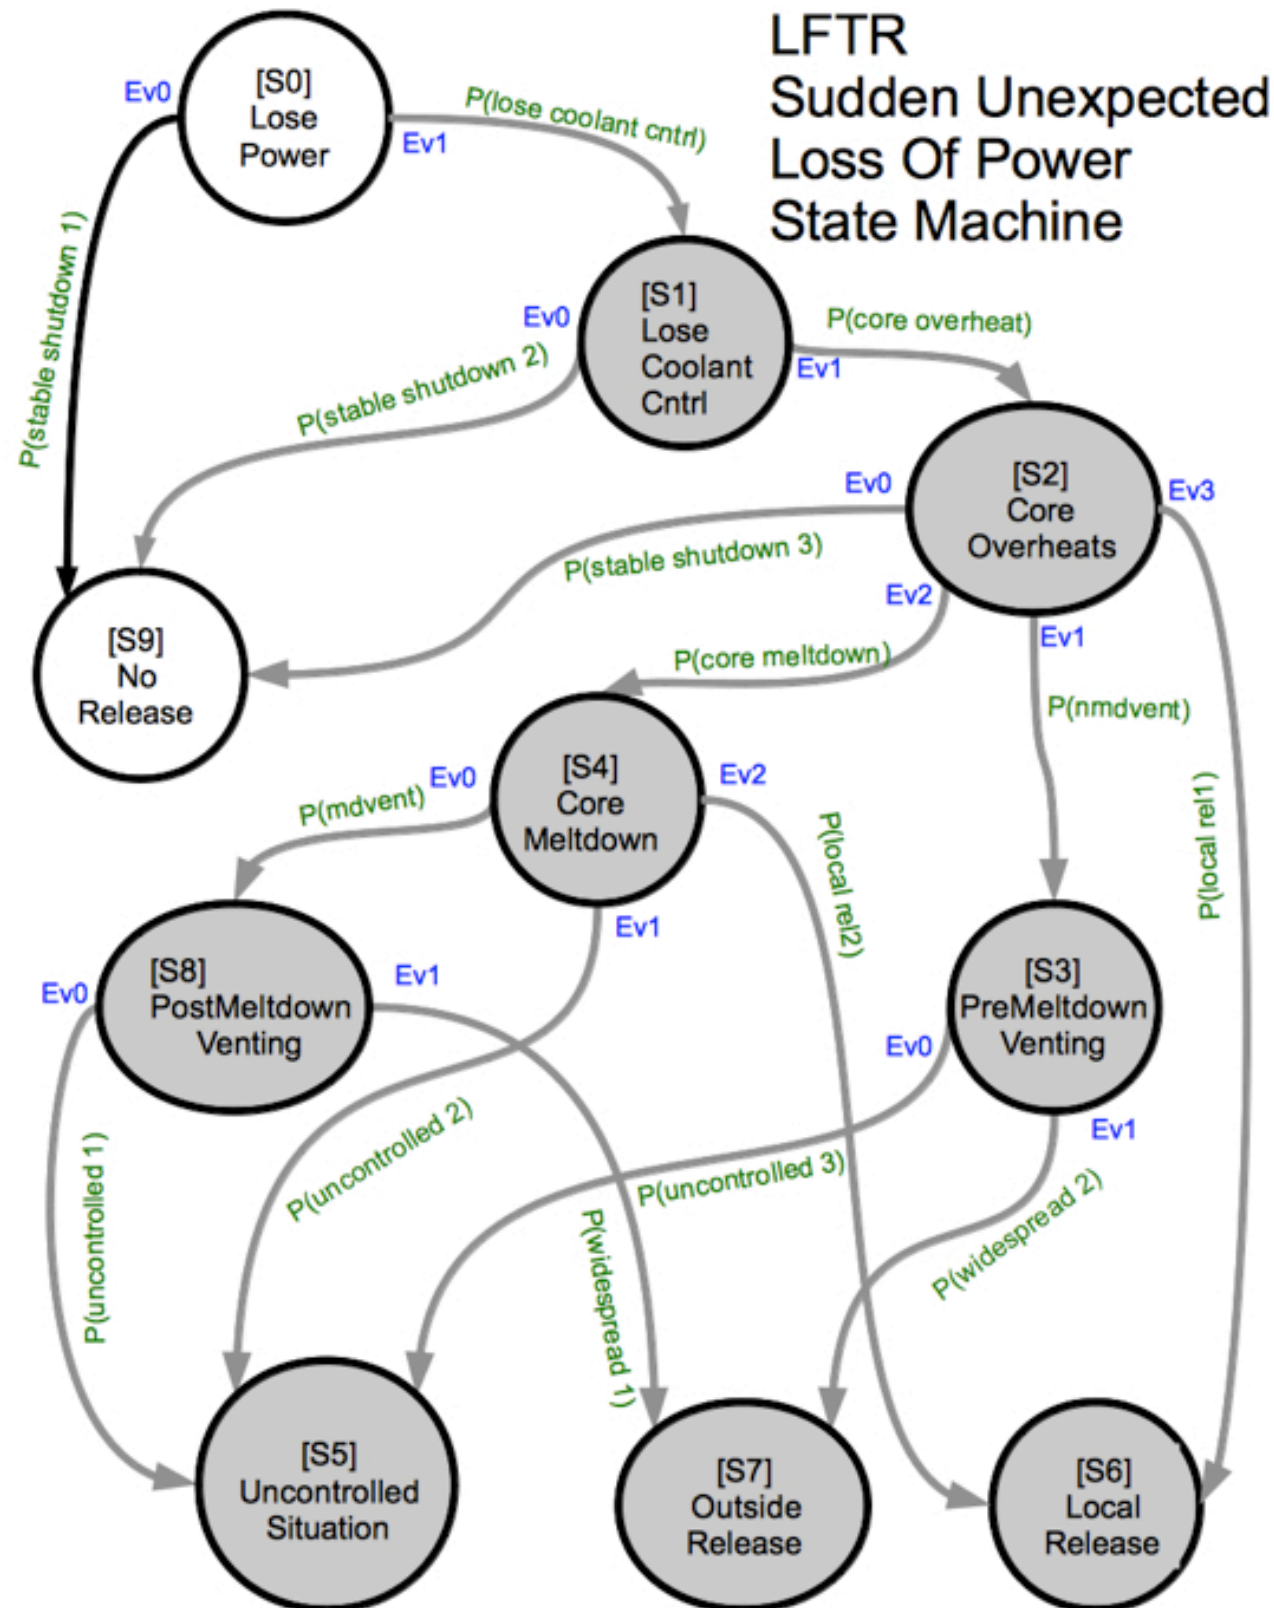 LFTR
Sudden Unexpected
Loss Of Power
State Machine
[S0]
Lose
Power
Ev0
Ev1
P(lose coolant cntrl)
P(stable shutdown 1)
[S1]
Lose
Coolant
Cntrl
Ev0
Ev1
P(core overheat)
P(stable shutdown 2)
[S2]
Core
Overheats
Ev0
Ev3
Ev2
Ev1
P(stable shutdown 3)
P(core meltdown)
P(nmdvent)
P(local rel1)
[S9]
No
Release
[S4]
Core
Meltdown
Ev0
Ev2
Ev1
P(mdvent)
P(local rel2)
[S8]
PostMeltdown
Venting
Ev0
Ev1
[S3]
PreMeltdown
Venting
Ev0
Ev1
P(uncontrolled 1)
P(uncontrolled 2)
P(uncontrolled 3)
P(widespread 1)
P(widespread 2)
[S5]
Uncontrolled
Situation
[S7]
Outside
Release
[S6]
Local
Release